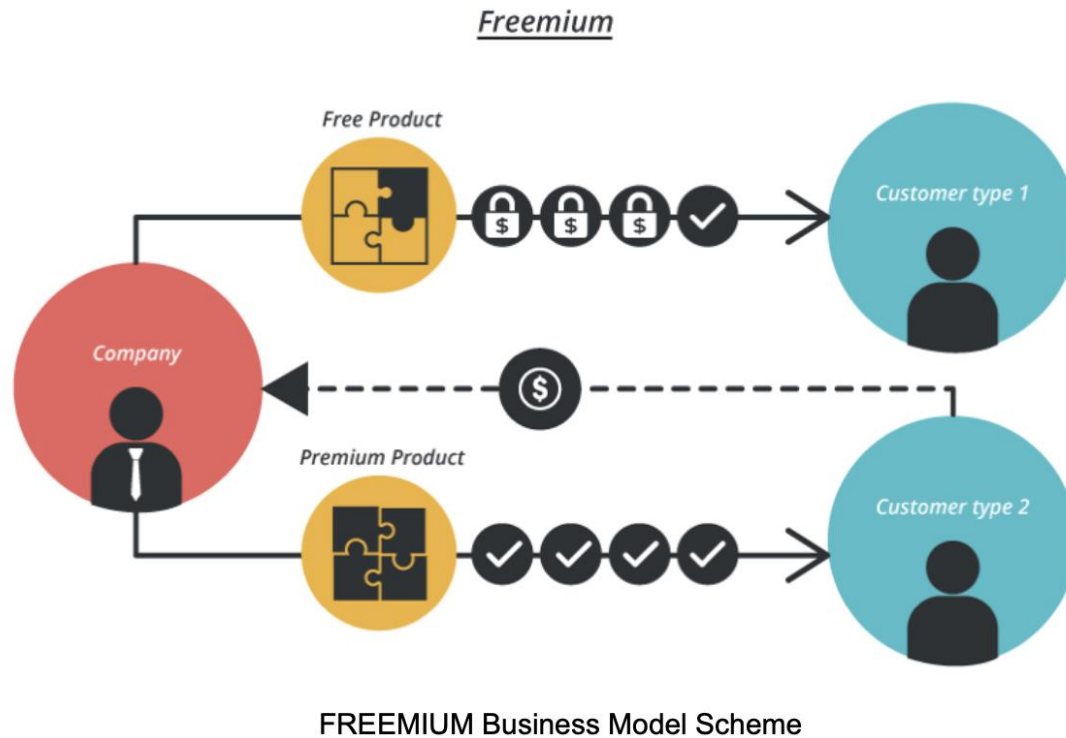 Freemium
Free Product
Customer type 1
$ $ $
Company
$
Premium Product
Customer type 2
FREEMIUM Business Model Scheme